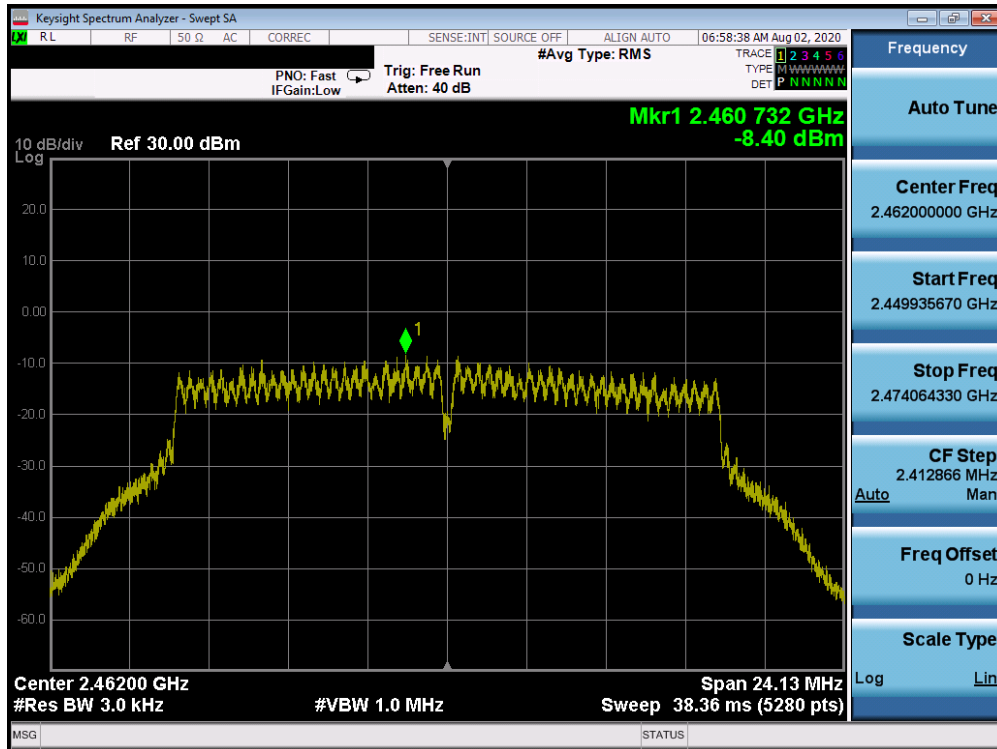 Keysight Spectrum Analyzer - Swept SA
LXI RL RF 50 Ω AC CORREC SENSE:INT SOURCE OFF ALIGN AUTO 06:58:38 AM Aug 02, 2020
#Avg Type: RMS
TRACE 1 2 3 4 5 6
PNO: Fast Trig: Free Run TYPE M WWWWW
IFGain:Low Atten: 40 dB DET P N N N N N
Mkr1 2.460 732 GHz
-8.40 dBm
10 dB/div Ref 30.00 dBm
Log
20.0
10.0
0.00
1
-10.0
-20.0
-30.0
-40.0
-50.0
-60.0
Center 2.46200 GHz Span 24.13 MHz
#Res BW 3.0 kHz #VBW 1.0 MHz Sweep 38.36 ms (5280 pts)
MSG STATUS
Frequency
Auto Tune
Center Freq
2.462000000 GHz
Start Freq
2.449935670 GHz
Stop Freq
2.474064330 GHz
CF Step
2.412866 MHz
Auto Man
Freq Offset
0 Hz
Scale Type
Log Lin